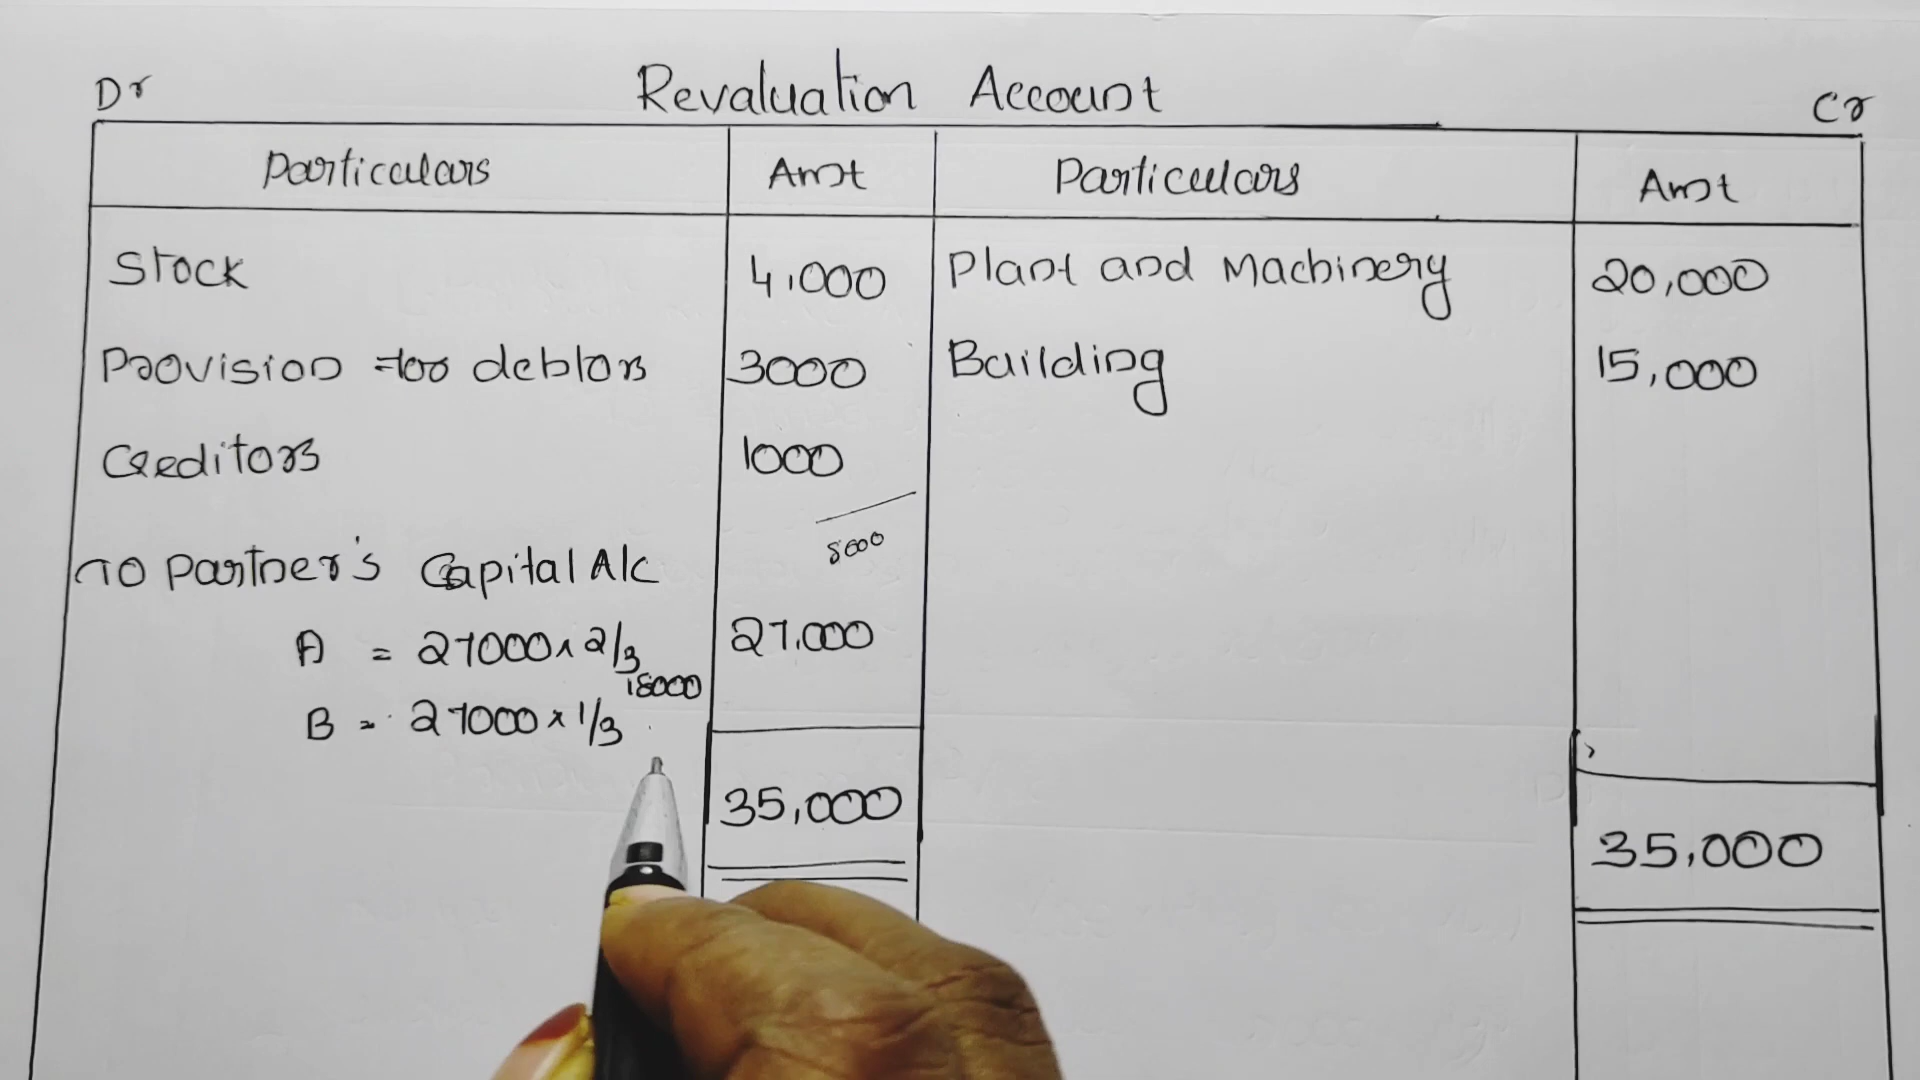 Dr Revaluation Account Cr
Particulars Amt Particulars Amt
Stock 4,000 Plant and Machinery 20,000
Provision for debtors 3000 Building 15,000
Creditors 1000
8000
To Partner's Capital A/c
A = 27000 x 2/3 27,000
18000
B = 27000 x 1/3
35,000 35,000